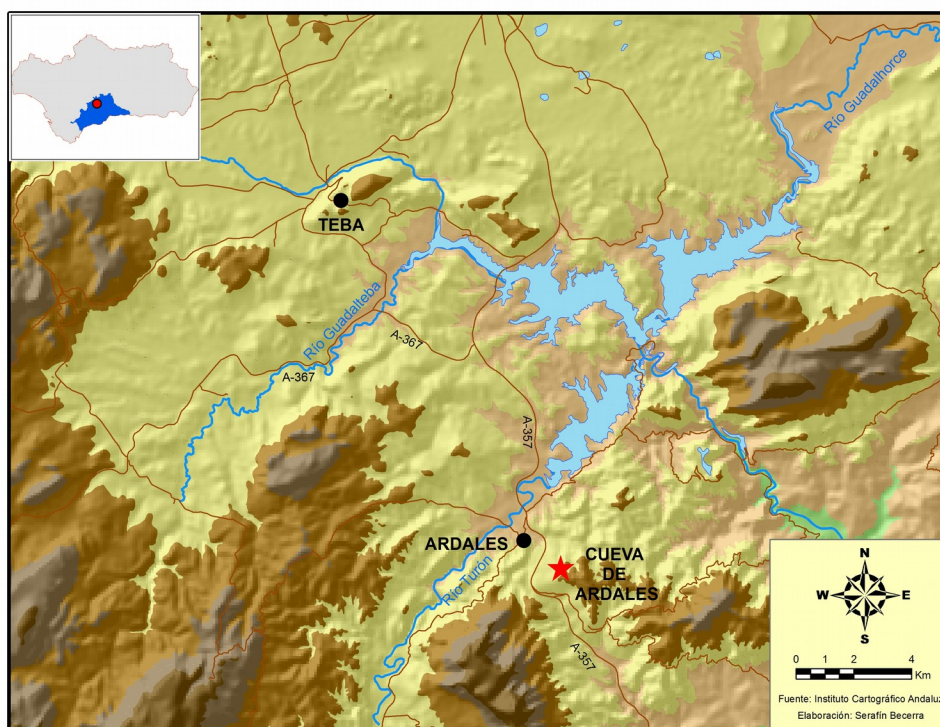 Río Guadalhorce
TEBA
Río Guadalteba
A-367
A-367
A-357
ARDALES
CUEVA
DE
ARDALES
Río Turón
A-357
N
W E
S
0 1 2 4
Km
Fuente: Instituto Cartográfico Andaluz
Elaboración: Serafín Becerra